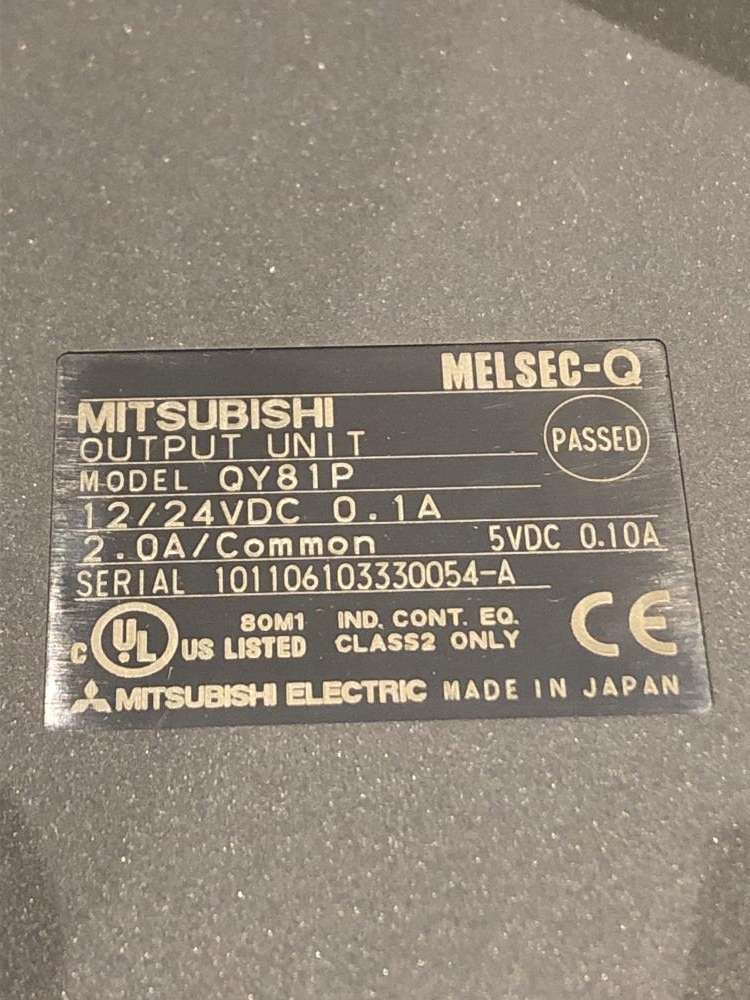 MELSEC-Q
MITSUBISHI
OUTPUT UNIT
PASSED
MODEL QY81P
12/24VDC 0.1A
2.0A/Common 5VDC 0.10A
SERIAL 101106103330054-A
C UL US LISTED 80M1 IND. CONT. EQ. CLASS2 ONLY CE
MITSUBISHI ELECTRIC MADE IN JAPAN